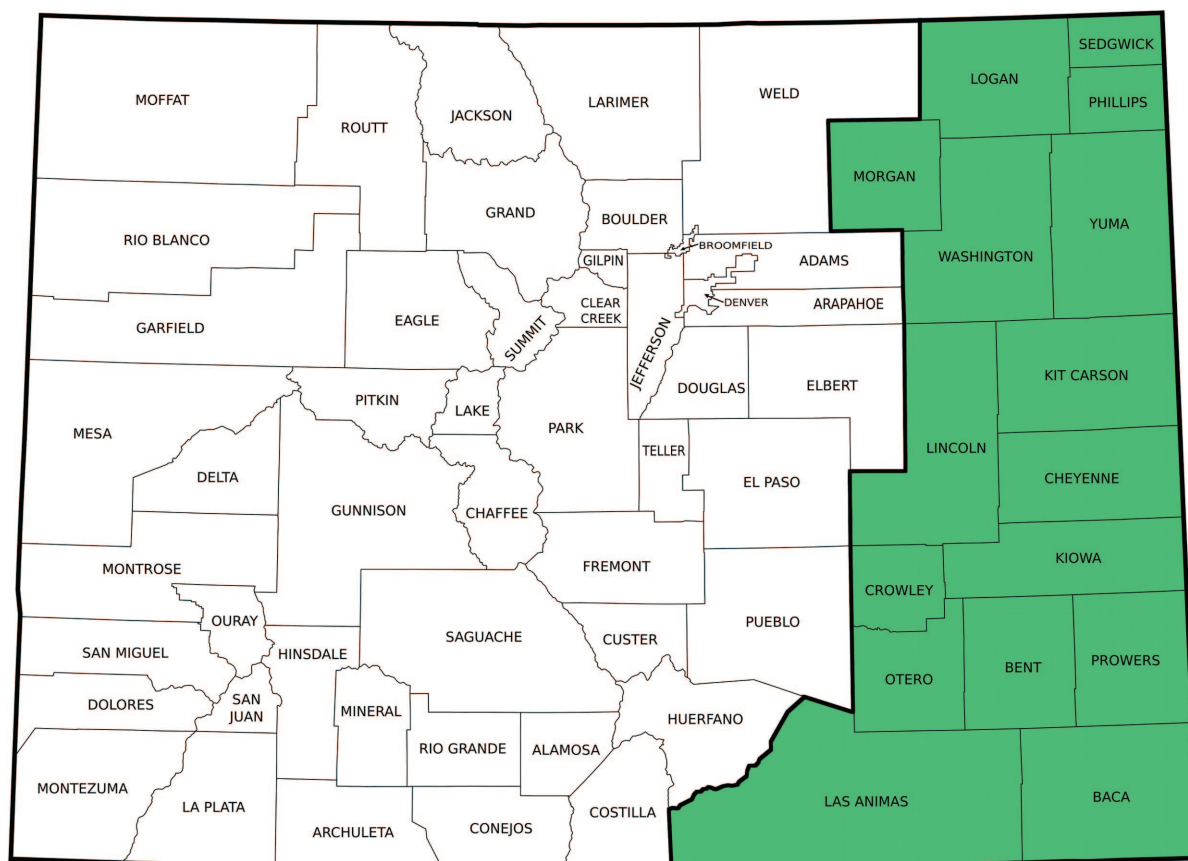 SEDGWICK
LOGAN
WELD
MOFFAT
LARIMER
PHILLIPS
JACKSON
ROUTT
MORGAN
GRAND
BOULDER
YUMA
RIO BLANCO
BROOMFIELD
WASHINGTON
GILPIN
ADAMS
CLEAR
CREEK
DENVER
ARAPAHOE
EAGLE
GARFIELD
SUMMIT
JEFFERSON
KIT CARSON
ELBERT
DOUGLAS
PITKIN
LAKE
PARK
MESA
LINCOLN
TELLER
DELTA
CHEYENNE
EL PASO
GUNNISON
CHAFFEE
KIOWA
FREMONT
MONTROSE
CROWLEY
OURAY
PUEBLO
SAGUACHE
CUSTER
SAN MIGUEL
HINSDALE
PROWERS
BENT
OTERO
DOLORES
SAN
JUAN
MINERAL
HUERFANO
RIO GRANDE
ALAMOSA
MONTEZUMA
BACA
LAS ANIMAS
LA PLATA
COSTILLA
CONEJOS
ARCHULETA